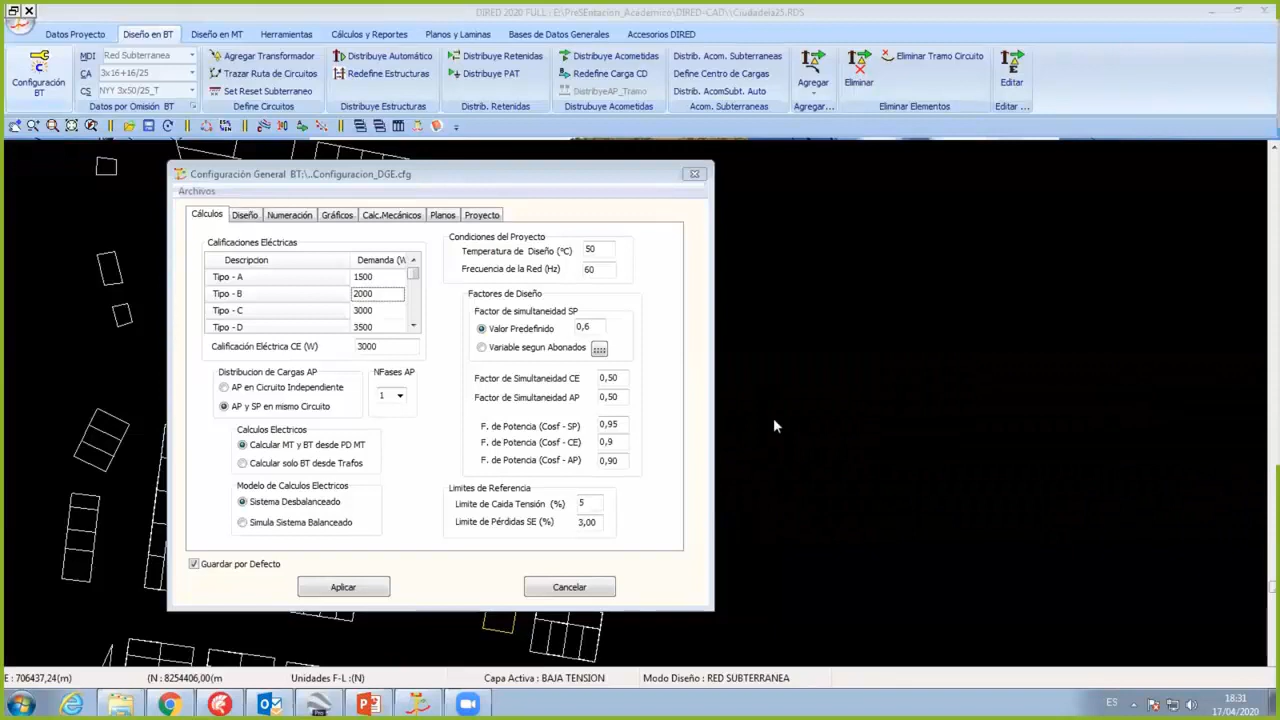 DIRED 2020 FULL : E:\PreSEntacion_Academico\DIRED-CAD\\Ciudadela25.RDS
Datos Proyecto Diseño en BT Diseño en MT Herramientas Cálculos y Reportes Planos y Laminas Bases de Datos Generales Accesorios DIRED
Configuración BT
MDI Red Subterranea
CA 3x16+16/25
CS NYY 3x50/25_T
Datos por Omisión BT
Agregar Transformador
Trazar Ruta de Circuitos
Set Reset Subterraneo
Define Circuitos
Distribuye Automático
Redefine Estructuras
Distribuye Estructuras
Distribuye Retenidas
Distribuye PAT
Distrib. Retenidas
Distribuye Acometidas
Redefine Carga CD
DistribyeAP_Tramo
Distrubuye Acometidas
Distrib. Acom. Subterraneas
Define Centro de Cargas
Distrib. AcomSubt. Auto
Acom. Subterraneas
Agregar
Agregar...
Eliminar
Eliminar Tramo Circuito
Eliminar Elementos
Editar
Editar ...
Configuración General BT:\..Configuracion_DGE.cfg
Archivos
Cálculos Diseño Numeración Gráficos Calc.Mecánicos Planos Proyecto
Calificaciones Eléctricas
Descripcion Demanda (W
Tipo - A 1500
Tipo - B 2000
Tipo - C 3000
Tipo - D 3500
Calificación Eléctrica CE (W) 3000
Distribucion de Cargas AP
AP en Cicruito Independiente
AP y SP en mismo Circuito
NFases AP
1
Calculos Electricos
Calcular MT y BT desde PD MT
Calcular solo BT desde Trafos
Modelo de Calculos Electricos
Sistema Desbalanceado
Simula Sistema Balanceado
Condiciones del Proyecto
Temperatura de Diseño (ºC) 50
Frecuencia de la Red (Hz) 60
Factores de Diseño
Factor de simultaneidad SP
Valor Predefinido 0,6
Variable segun Abonados
Factor de Simultaneidad CE 0,50
Factor de Simultaneidad AP 0,50
F. de Potencia (Cosf - SP) 0,95
F. de Potencia (Cosf - CE) 0,9
F. de Potencia (Cosf - AP) 0,90
Limites de Referencia
Limite de Caida Tensión (%) 5
Limite de Pérdidas SE (%) 3,00
Guardar por Defecto
Aplicar Cancelar
E : 706437,24(m) (N : 8254406,00(m Unidades F-L :(N) Capa Activa : BAJA TENSION Modo Diseño : RED SUBTERRANEA
ES
18:31
17/04/2020